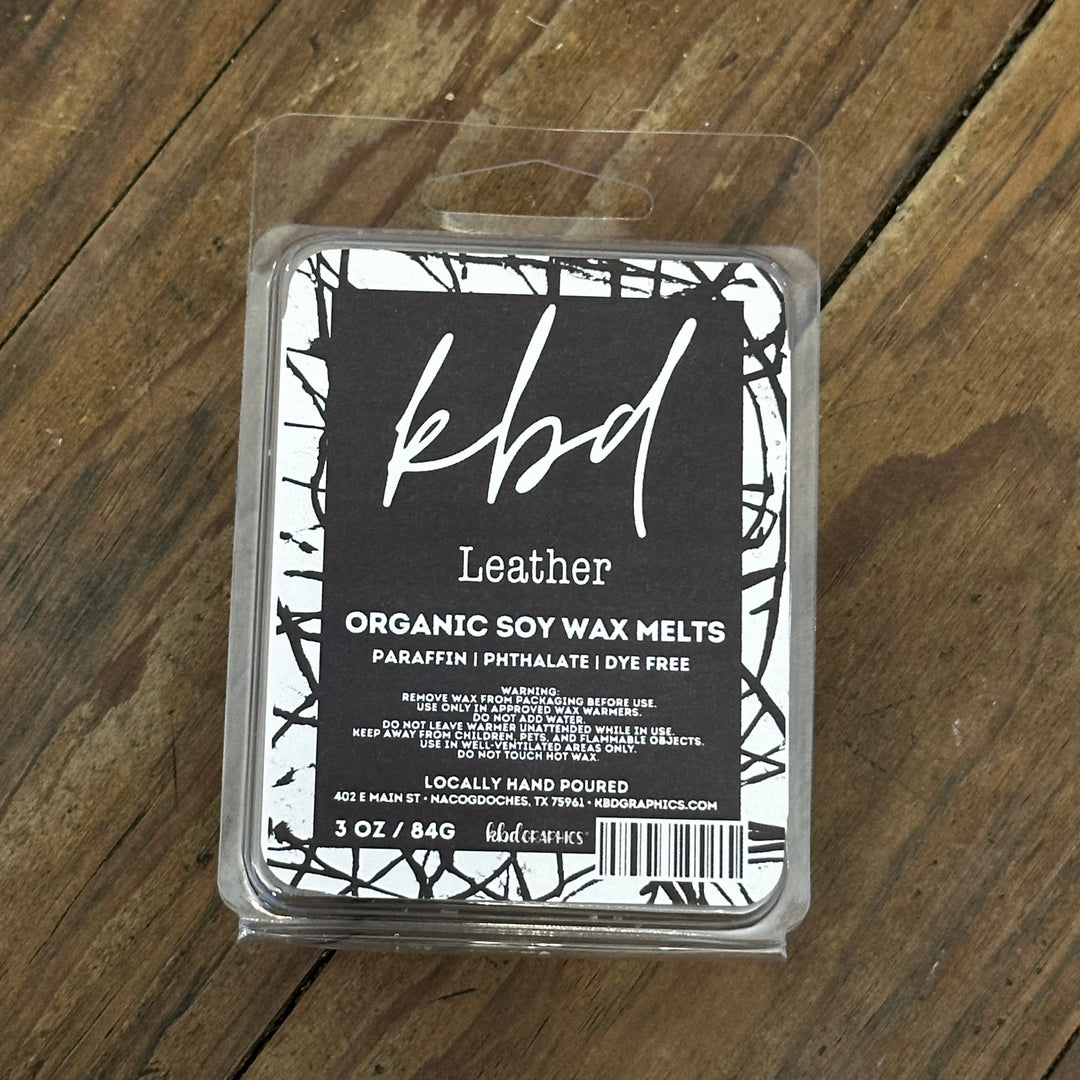 kbd
Leather
ORGANIC SOY WAX MELTS
PARAFFIN | PHTHALATE | DYE FREE
WARNING:
REMOVE WAX FROM PACKAGING BEFORE USE.
USE ONLY IN APPROVED WAX WARMERS.
DO NOT ADD WATER.
DO NOT LEAVE WARMER UNATTENDED WHILE IN USE.
KEEP AWAY FROM CHILDREN, PETS, AND FLAMMABLE OBJECTS.
USE IN WELL-VENTILATED AREAS ONLY.
DO NOT TOUCH HOT WAX.
LOCALLY HAND POURED
402 E MAIN ST • NACOGDOCHES, TX 75961 • KBDGRAPHICS.COM
3 OZ / 84G kbdGRAPHICS